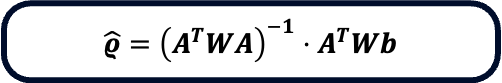 ϱ̂ = (AᵀWA)⁻¹ · AᵀWb